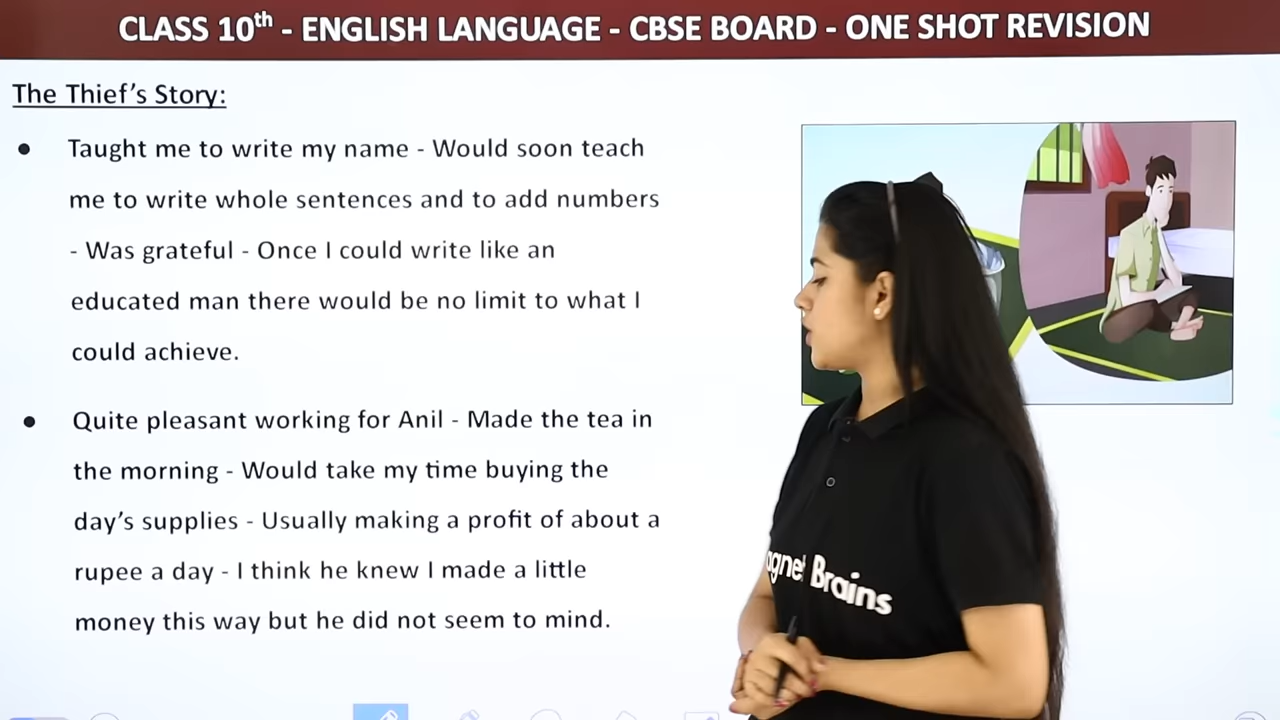 CLASS 10th - ENGLISH LANGUAGE - CBSE BOARD - ONE SHOT REVISION
The Thief's Story:
● Taught me to write my name - Would soon teach
me to write whole sentences and to add numbers
- Was grateful - Once I could write like an
educated man there would be no limit to what I
could achieve.
● Quite pleasant working for Anil - Made the tea in
the morning - Would take my time buying the
day's supplies - Usually making a profit of about a
rupee a day - I think he knew I made a little
money this way but he did not seem to mind.
agnet Brains